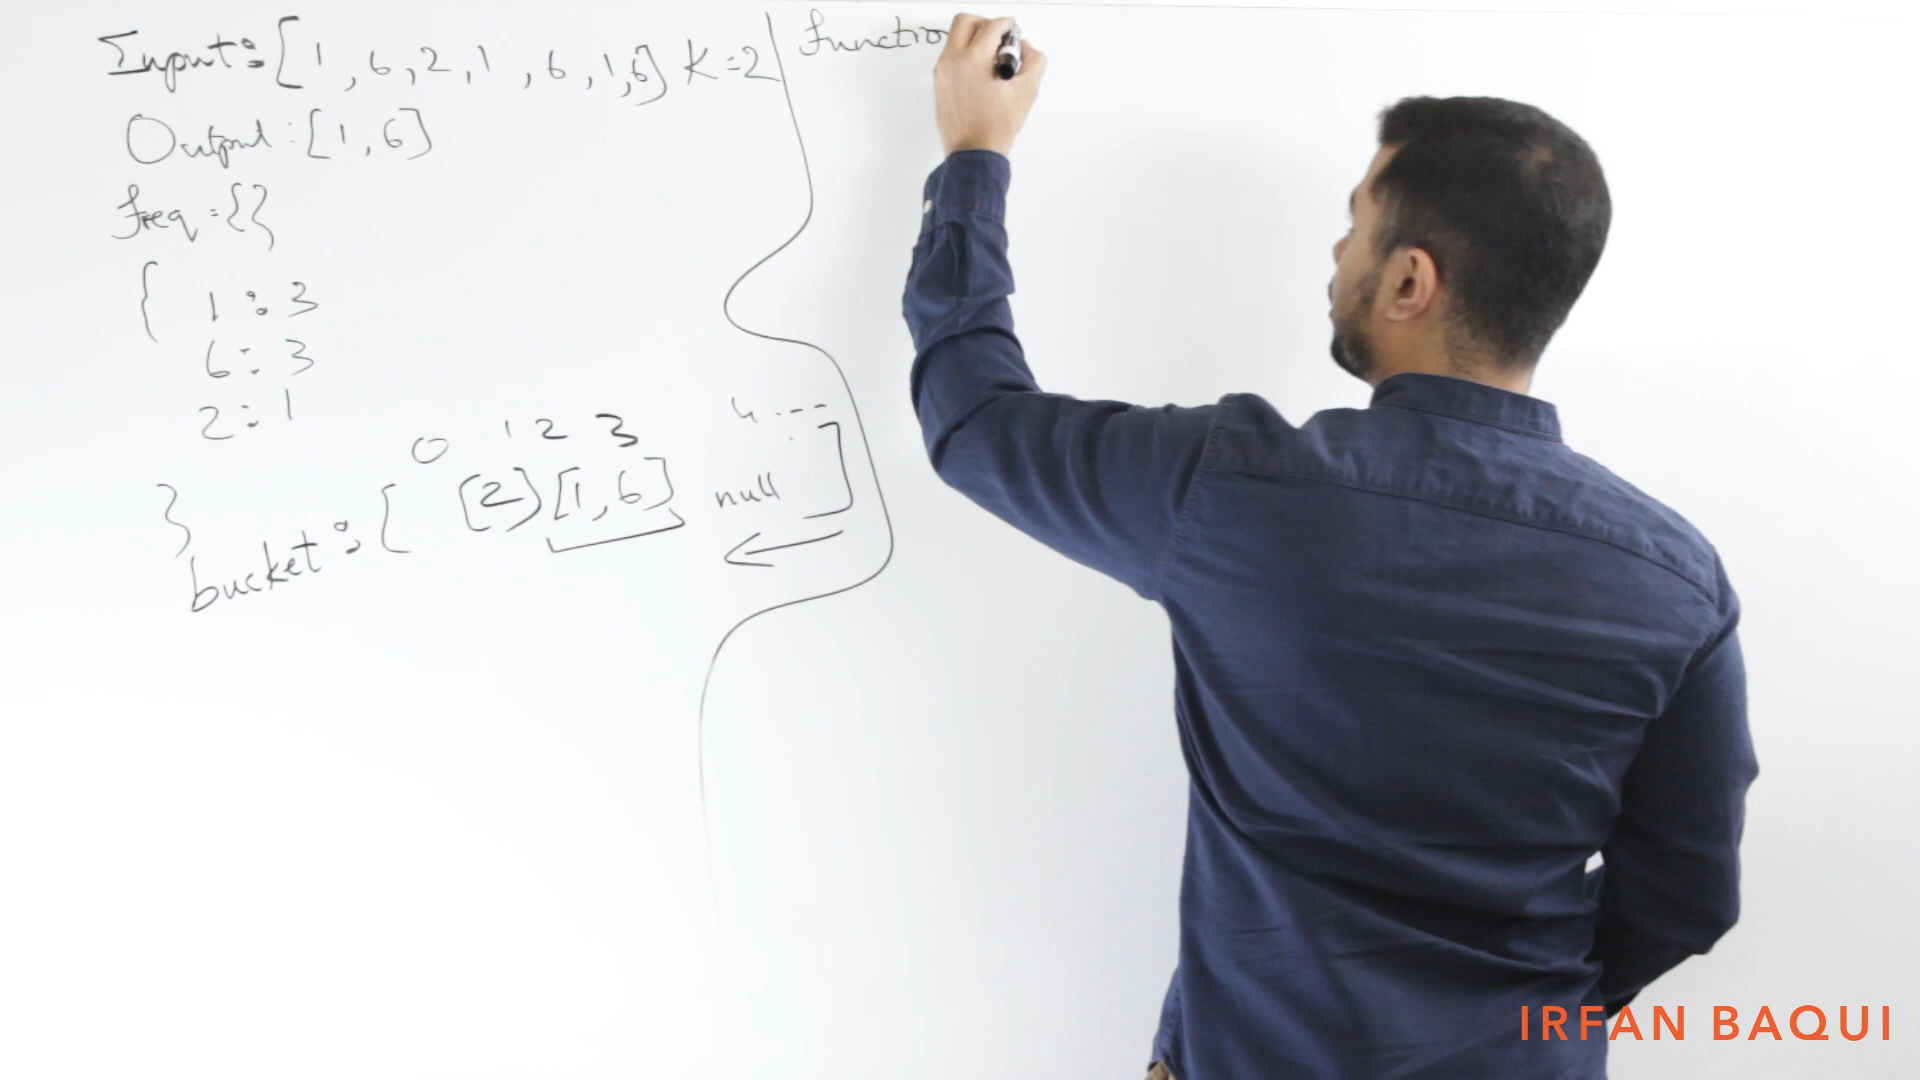 Input: [1, 6, 2, 1, 6, 1, 6] K=2
Output: [1, 6]
freq = {}
{ 1 : 3
6 : 3
2 : 1
}
0 1 2 3 4 . - -
bucket: [ [2] [1, 6] null ]
function
IRFAN BAQUI